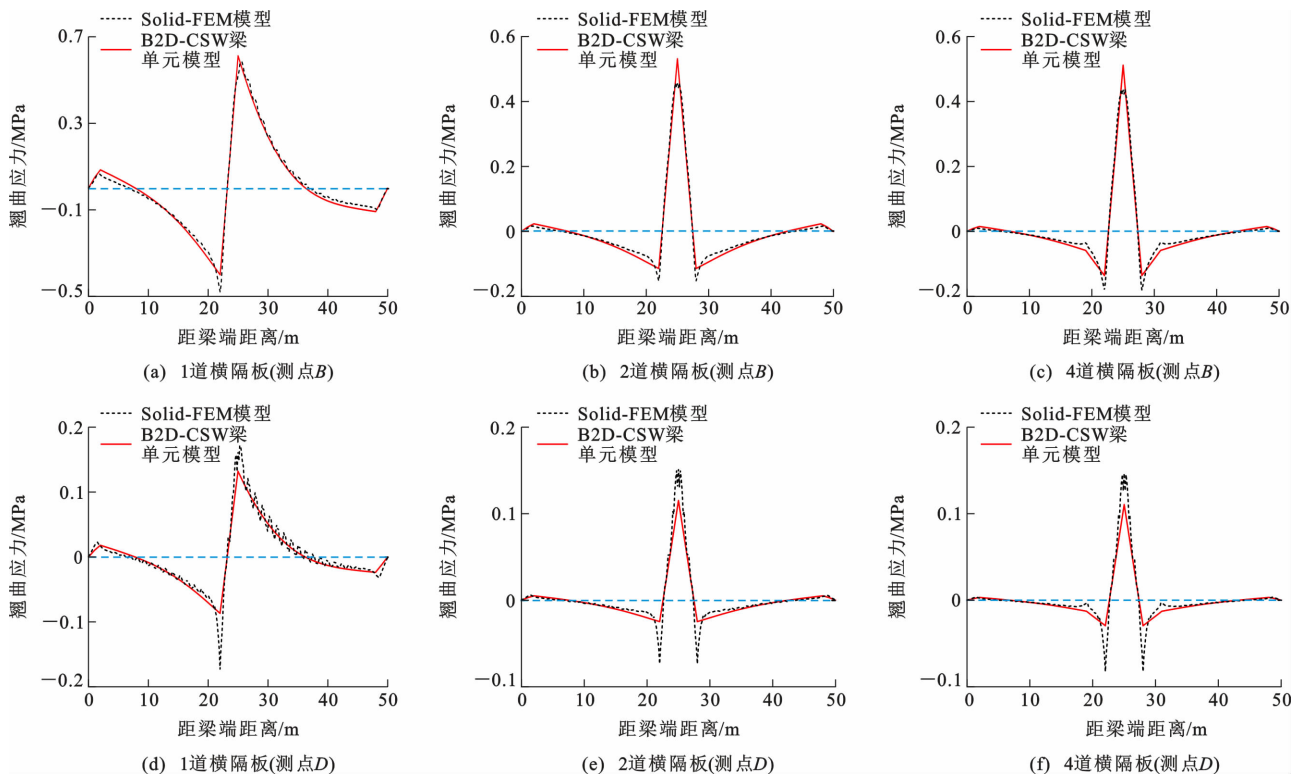 Solid-FEM模型
B2D-CSW梁
单元模型
0.7
0.3
－0.1
－0.5
翘曲应力/MPa
0 10 20 30 40 50
距梁端距离/m
(a) 1道横隔板(测点B)
Solid-FEM模型
B2D-CSW梁
单元模型
0.6
0.4
0.2
0
－0.2
翘曲应力/MPa
0 10 20 30 40 50
距梁端距离/m
(b) 2道横隔板(测点B)
Solid-FEM模型
B2D-CSW梁
单元模型
0.6
0.4
0.2
0
－0.2
翘曲应力/MPa
0 10 20 30 40 50
距梁端距离/m
(c) 4道横隔板(测点B)
Solid-FEM模型
B2D-CSW梁
单元模型
0.2
0.1
0
－0.1
－0.2
翘曲应力/MPa
0 10 20 30 40 50
距梁端距离/m
(d) 1道横隔板(测点D)
Solid-FEM模型
B2D-CSW梁
单元模型
0.2
0.1
0
－0.1
翘曲应力/MPa
0 10 20 30 40 50
距梁端距离/m
(e) 2道横隔板(测点D)
Solid-FEM模型
B2D-CSW梁
单元模型
0.2
0.1
0
－0.1
翘曲应力/MPa
0 10 20 30 40 50
距梁端距离/m
(f) 4道横隔板(测点D)